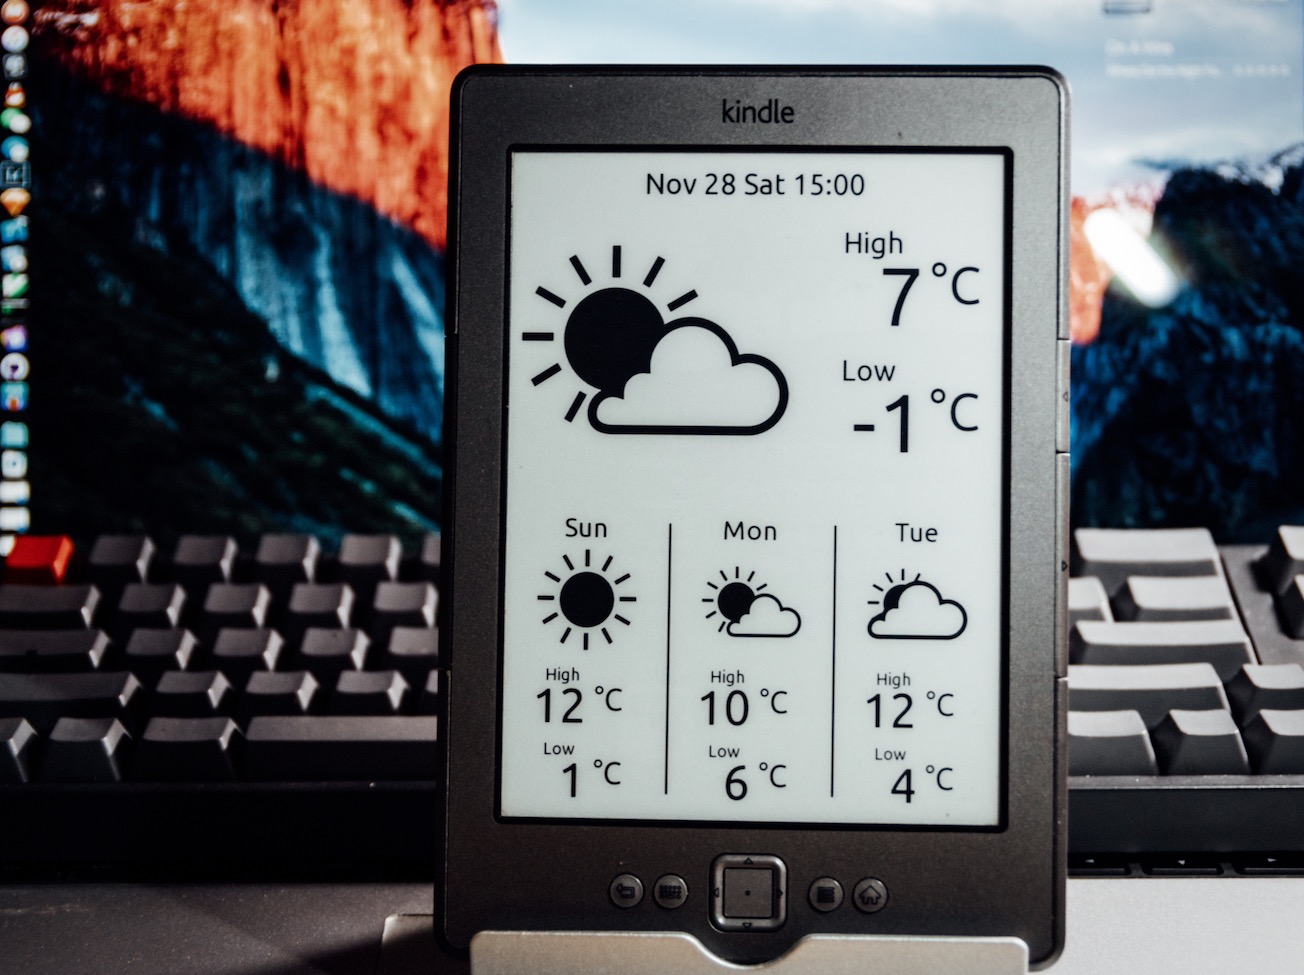 kindle
Nov 28 Sat 15:00
High
7 °C
Low
-1 °C
Sun
High
12 °C
Low
1 °C
Mon
High
10 °C
Low
6 °C
Tue
High
12 °C
Low
4 °C